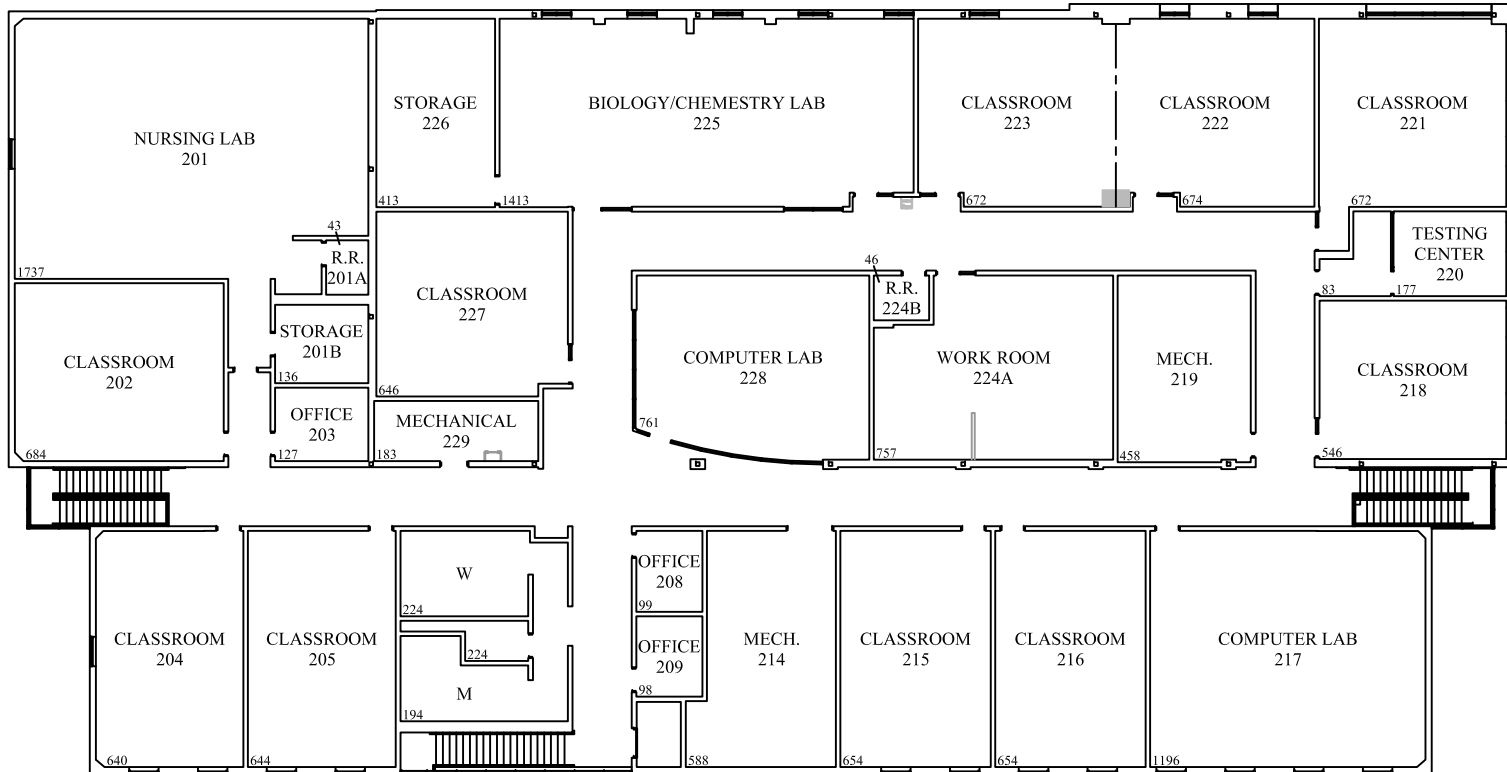 NURSING LAB
201
1737
43
R.R.
201A
STORAGE
226
413
BIOLOGY/CHEMESTRY LAB
225
1413
CLASSROOM
223
672
CLASSROOM
222
674
CLASSROOM
221
672
TESTING
CENTER
220
83
177
CLASSROOM
202
684
STORAGE
201B
136
OFFICE
203
127
CLASSROOM
227
646
MECHANICAL
229
183
COMPUTER LAB
228
761
46
R.R.
224B
WORK ROOM
224A
757
MECH.
219
458
CLASSROOM
218
546
CLASSROOM
204
640
CLASSROOM
205
644
W
224
224
M
194
OFFICE
208
99
OFFICE
209
98
MECH.
214
588
CLASSROOM
215
654
CLASSROOM
216
654
COMPUTER LAB
217
1196